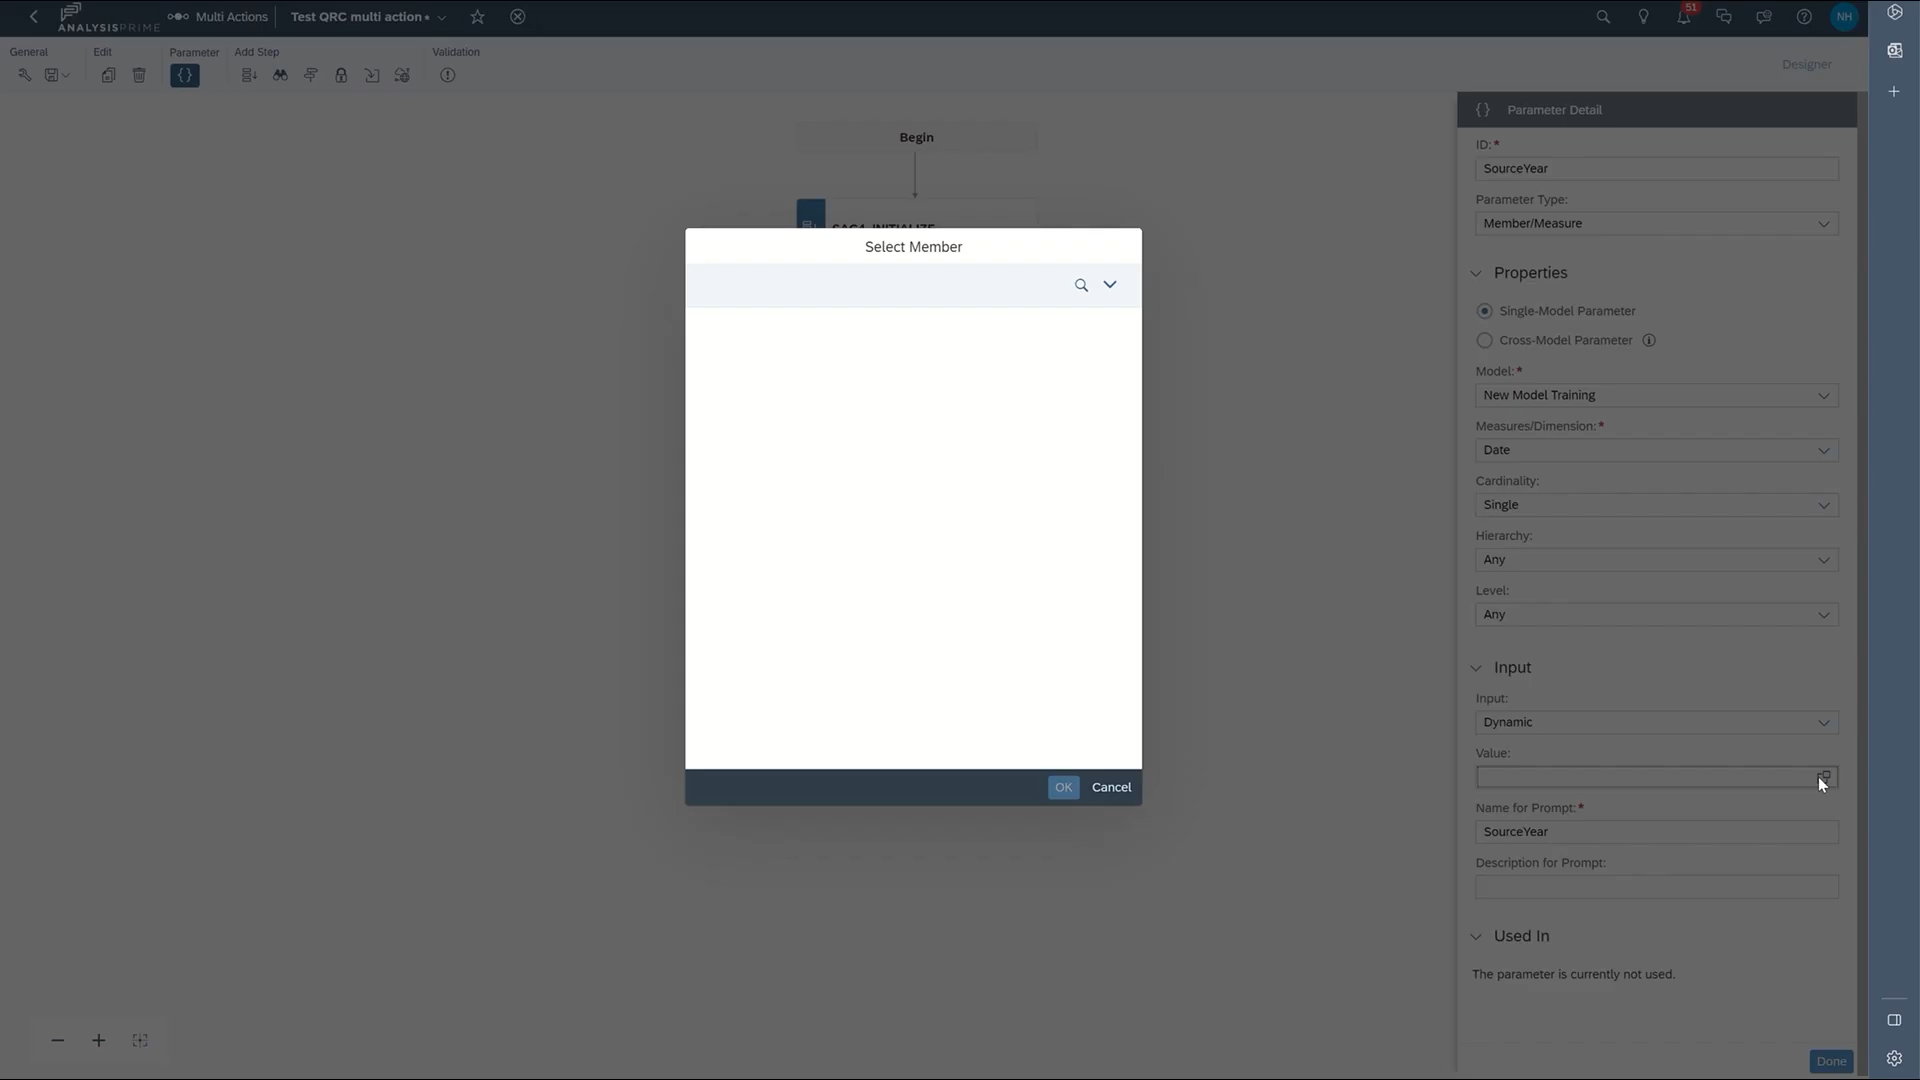 ANALYSISPRIME
Multi Actions
Test QRC multi action
51
NH
General
Edit
Parameter
Add Step
Validation
Designer
Begin
SAC4_INITIALIZE
Select Member
OK
Cancel
Parameter Detail
ID:*
SourceYear
Parameter Type:
Member/Measure
Properties
Single-Model Parameter
Cross-Model Parameter
Model:*
New Model Training
Measures/Dimension:*
Date
Cardinality:
Single
Hierarchy:
Any
Level:
Any
Input
Input:
Dynamic
Value:
Name for Prompt:*
SourceYear
Description for Prompt:
Used In
The parameter is currently not used.
Done